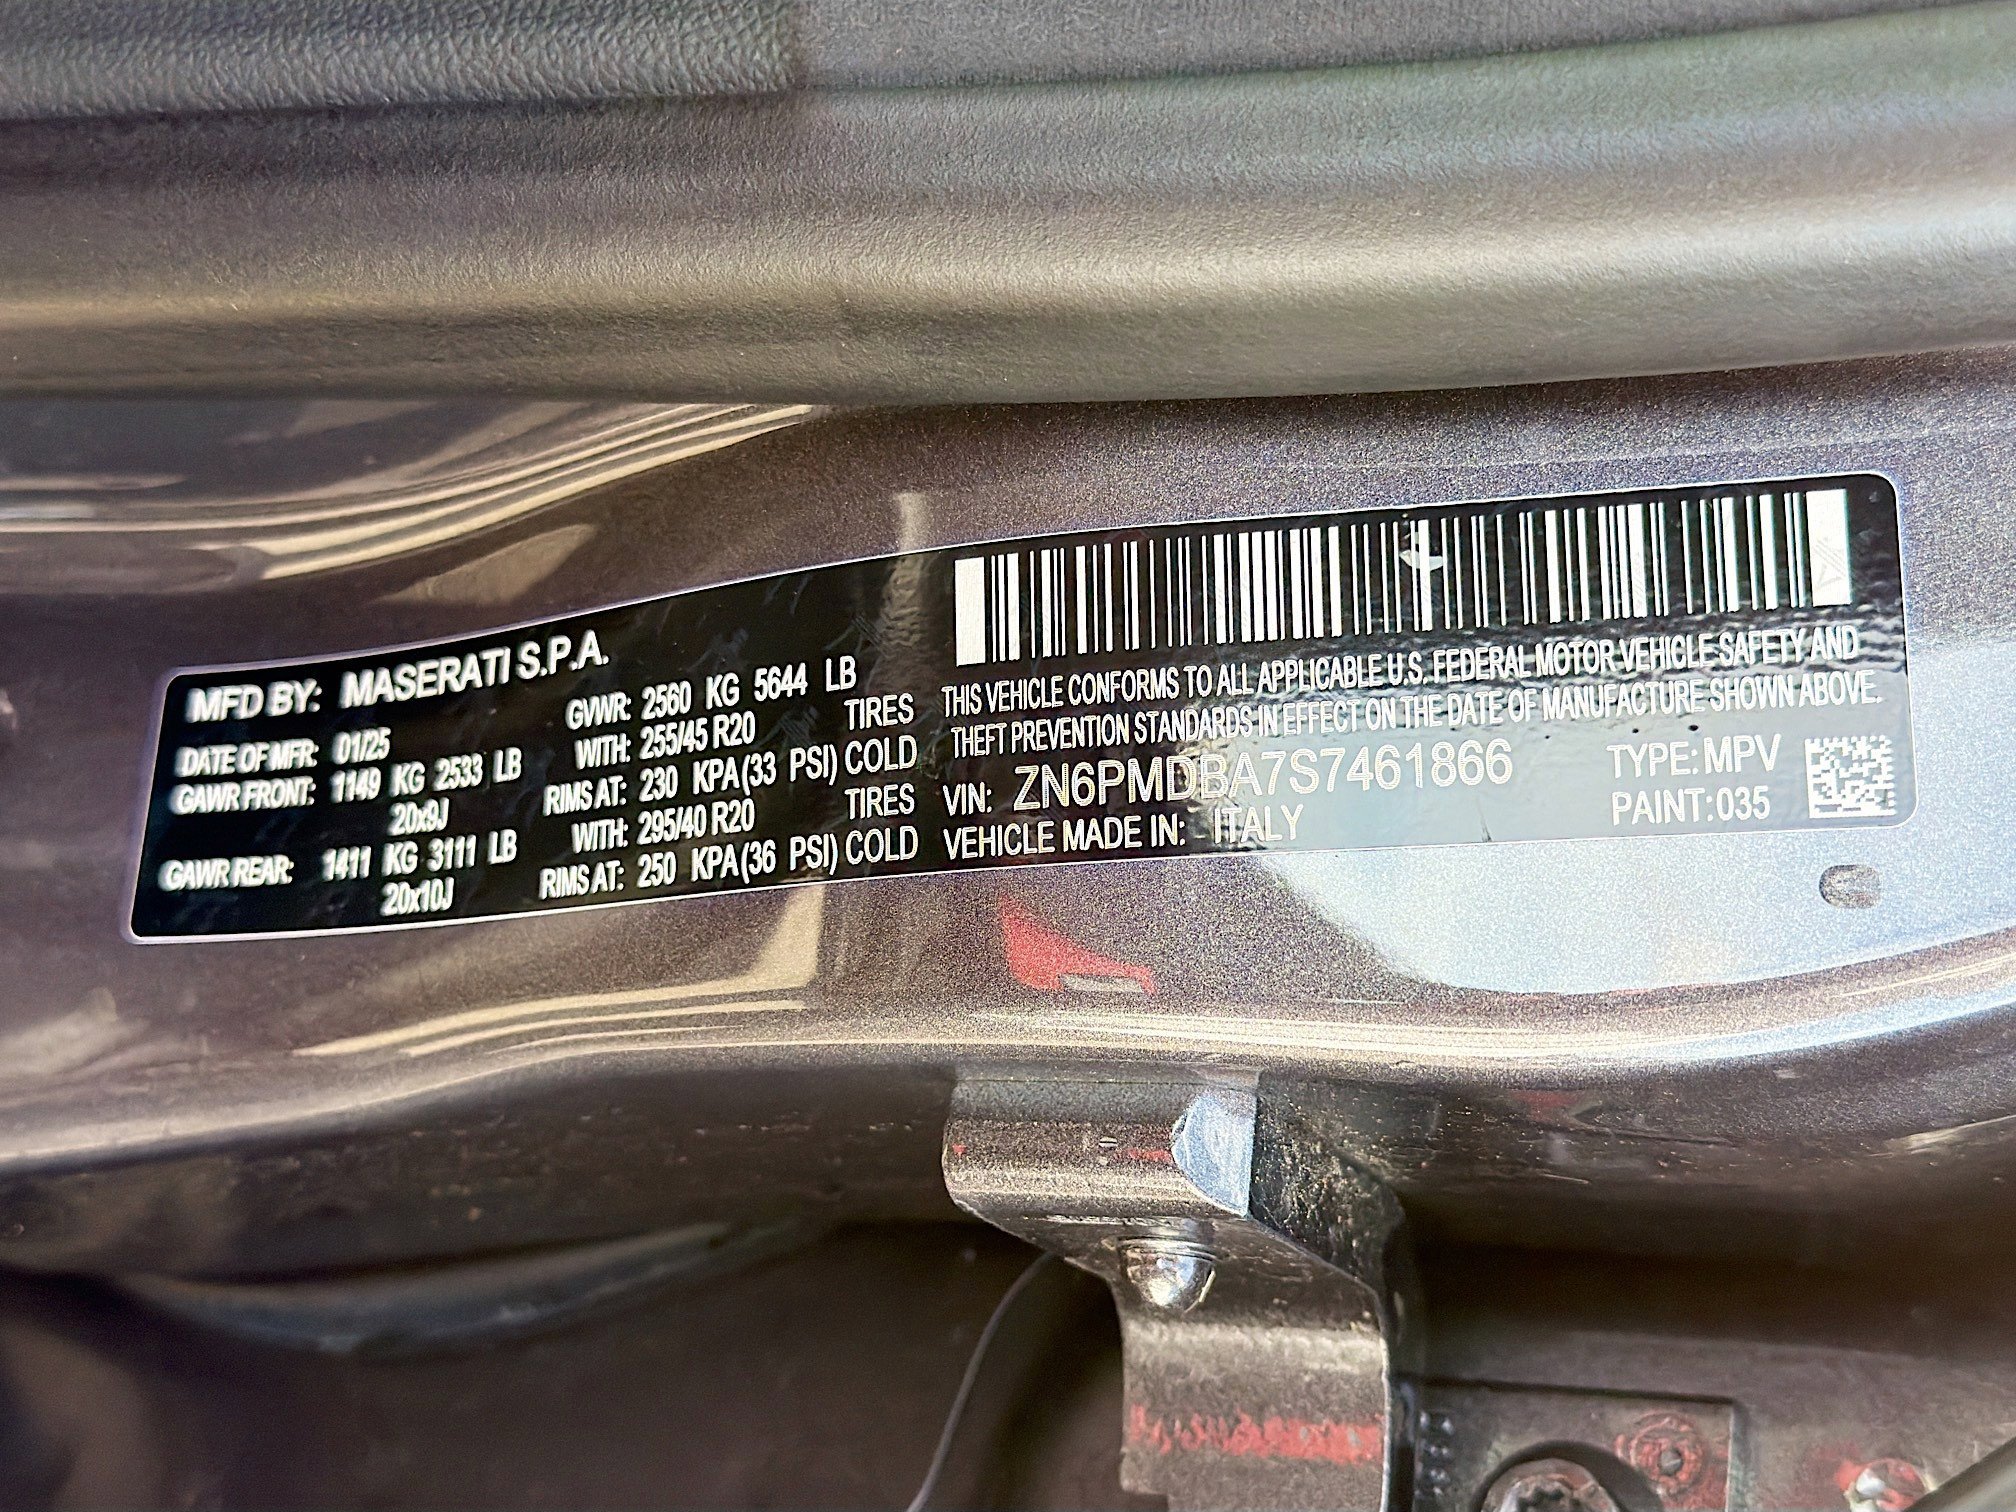 MFD BY: MASERATI S.P.A.
DATE OF MFR: 01/25 GVWR: 2560 KG 5644 LB
GAWR FRONT: 1149 KG 2533 LB WITH: 255/45 R20 TIRES
20x9J RIMS AT: 230 KPA(33 PSI) COLD
GAWR REAR: 1411 KG 3111 LB WITH: 295/40 R20 TIRES
20x10J RIMS AT: 250 KPA(36 PSI) COLD
THIS VEHICLE CONFORMS TO ALL APPLICABLE U.S. FEDERAL MOTOR VEHICLE SAFETY AND
THEFT PREVENTION STANDARDS IN EFFECT ON THE DATE OF MANUFACTURE SHOWN ABOVE.
VIN: ZN6PMDBA7S7461866 TYPE: MPV
VEHICLE MADE IN: ITALY PAINT: 035